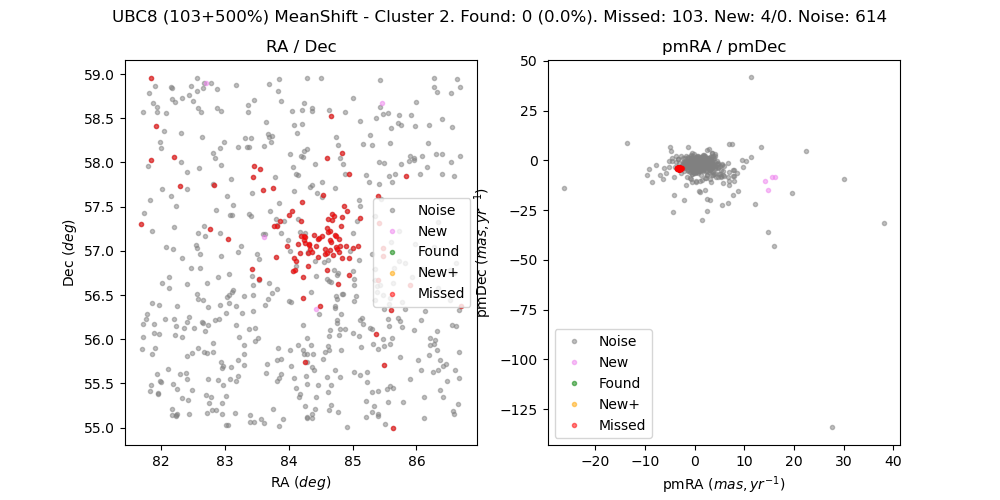 UBC8 (103+500%) MeanShift - Cluster 2. Found: 0 (0.0%). Missed: 103. New: 4/0. Noise: 614
RA / Dec
59.0
58.5
58.0
57.5
57.0
56.5
56.0
55.5
55.0
Dec (deg)
82 83 84 85 86
RA (deg)
Noise
New
Found
New+
Missed
pmRA / pmDec
50
25
0
−25
−50
−75
−100
−125
pmDec (mas, yr⁻¹)
−20 −10 0 10 20 30 40
pmRA (mas, yr⁻¹)
Noise
New
Found
New+
Missed